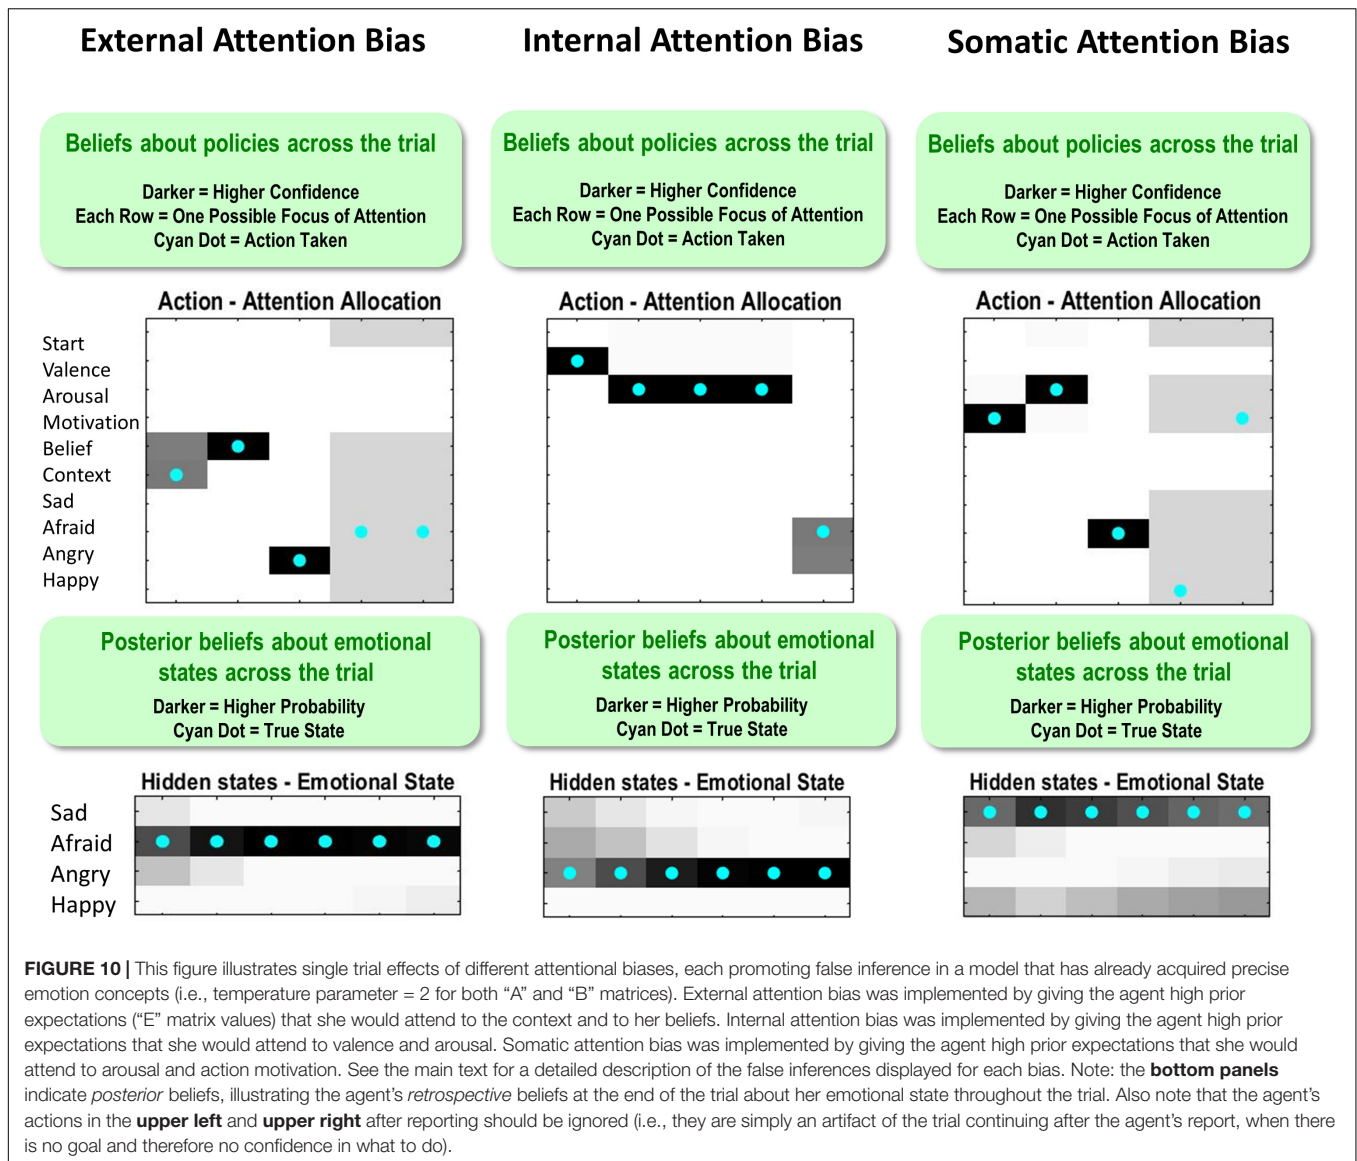 External Attention Bias
Internal Attention Bias
Somatic Attention Bias
Beliefs about policies across the trial
Darker = Higher Confidence
Each Row = One Possible Focus of Attention
Cyan Dot = Action Taken
Beliefs about policies across the trial
Darker = Higher Confidence
Each Row = One Possible Focus of Attention
Cyan Dot = Action Taken
Beliefs about policies across the trial
Darker = Higher Confidence
Each Row = One Possible Focus of Attention
Cyan Dot = Action Taken
Action - Attention Allocation
Action - Attention Allocation
Action - Attention Allocation
Start
Valence
Arousal
Motivation
Belief
Context
Sad
Afraid
Angry
Happy
Posterior beliefs about emotional
states across the trial
Darker = Higher Probability
Cyan Dot = True State
Posterior beliefs about emotional
states across the trial
Darker = Higher Probability
Cyan Dot = True State
Posterior beliefs about emotional
states across the trial
Darker = Higher Probability
Cyan Dot = True State
Hidden states - Emotional State
Hidden states - Emotional State
Hidden states - Emotional State
Sad
Afraid
Angry
Happy
FIGURE 10 | This figure illustrates single trial effects of different attentional biases, each promoting false inference in a model that has already acquired precise
emotion concepts (i.e., temperature parameter = 2 for both “A” and “B” matrices). External attention bias was implemented by giving the agent high prior
expectations (“E” matrix values) that she would attend to the context and to her beliefs. Internal attention bias was implemented by giving the agent high prior
expectations that she would attend to valence and arousal. Somatic attention bias was implemented by giving the agent high prior expectations that she would
attend to arousal and action motivation. See the main text for a detailed description of the false inferences displayed for each bias. Note: the bottom panels
indicate posterior beliefs, illustrating the agent’s retrospective beliefs at the end of the trial about her emotional state throughout the trial. Also note that the agent’s
actions in the upper left and upper right after reporting should be ignored (i.e., they are simply an artifact of the trial continuing after the agent’s report, when there
is no goal and therefore no confidence in what to do).